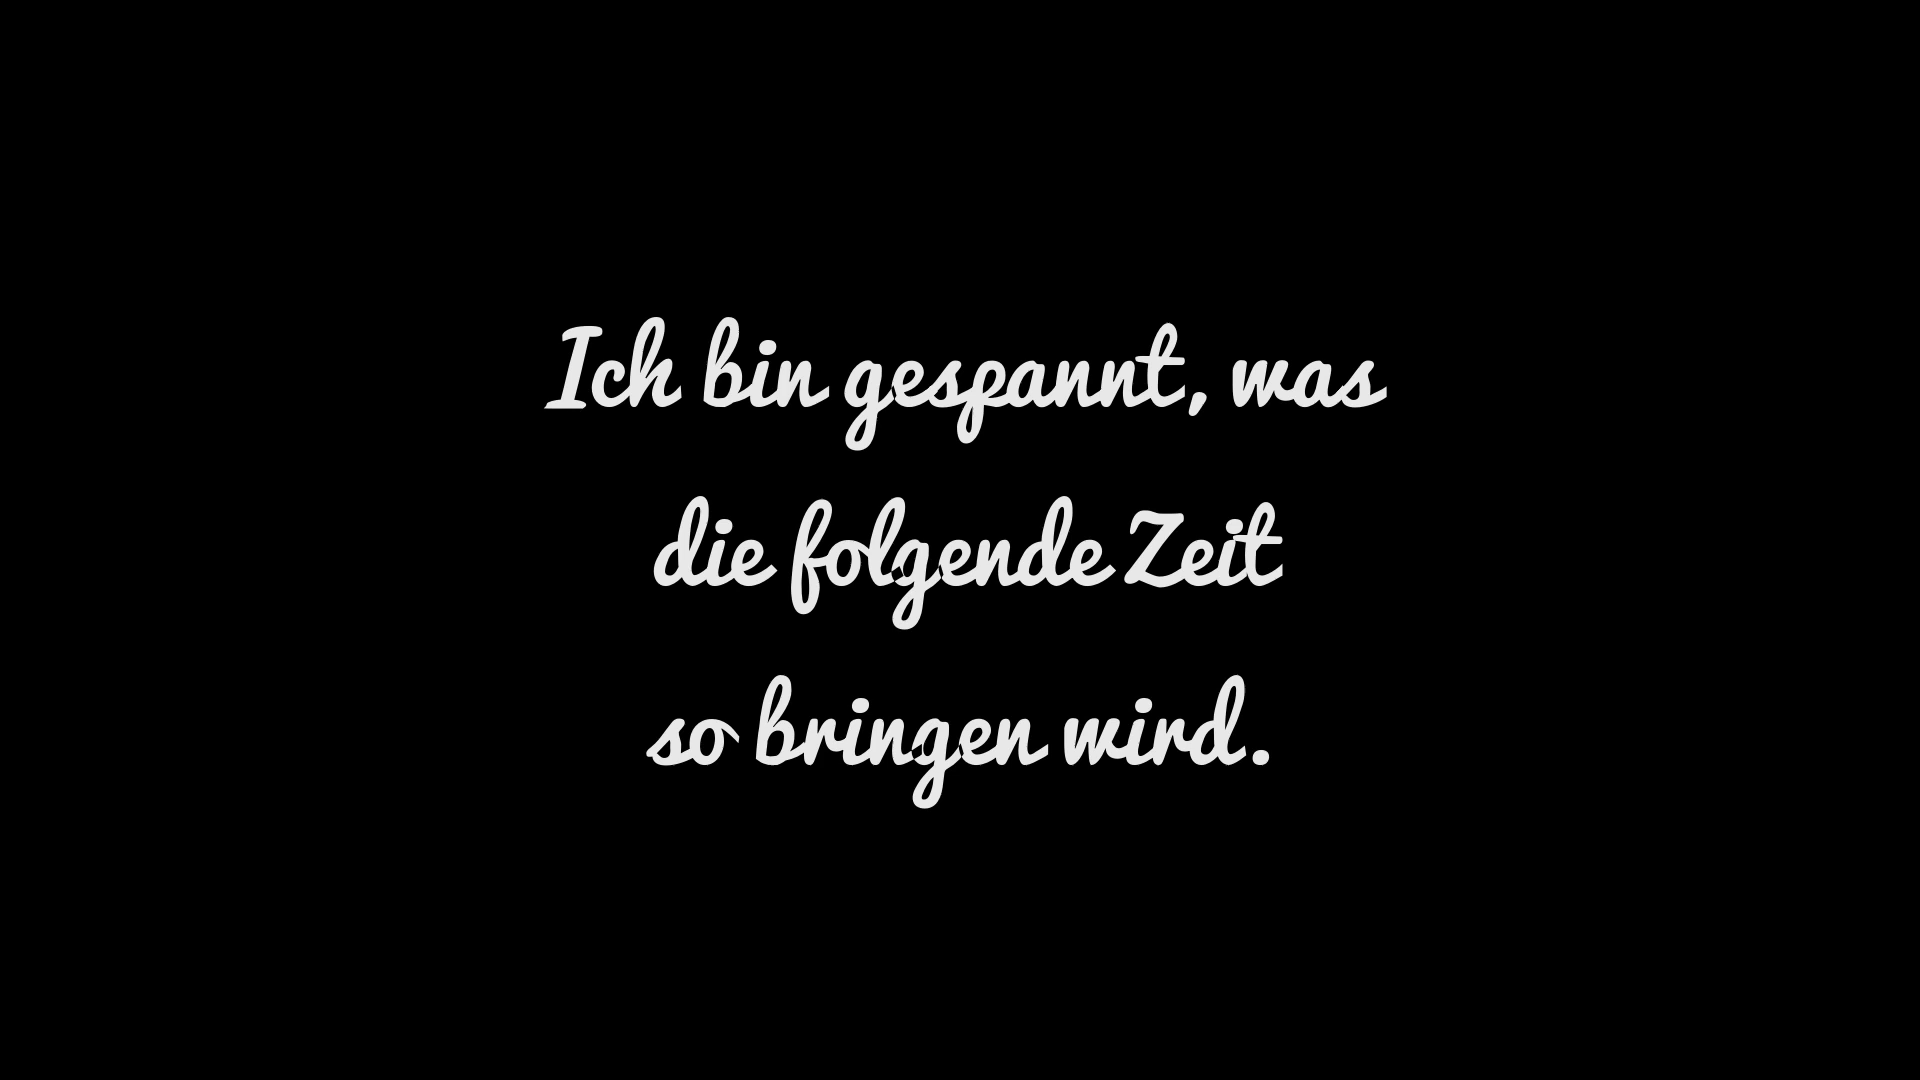 Ich bin gespannt, was
die folgende Zeit
so bringen wird.